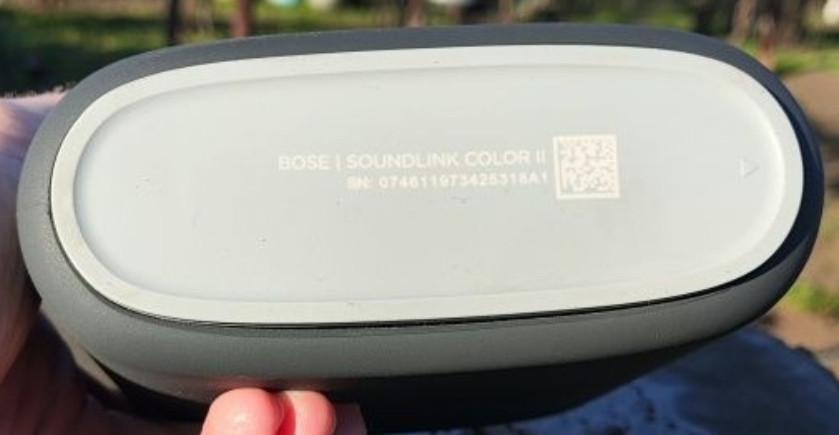 BOSE | SOUNDLINK COLOR II
SN: 074611973425318A1